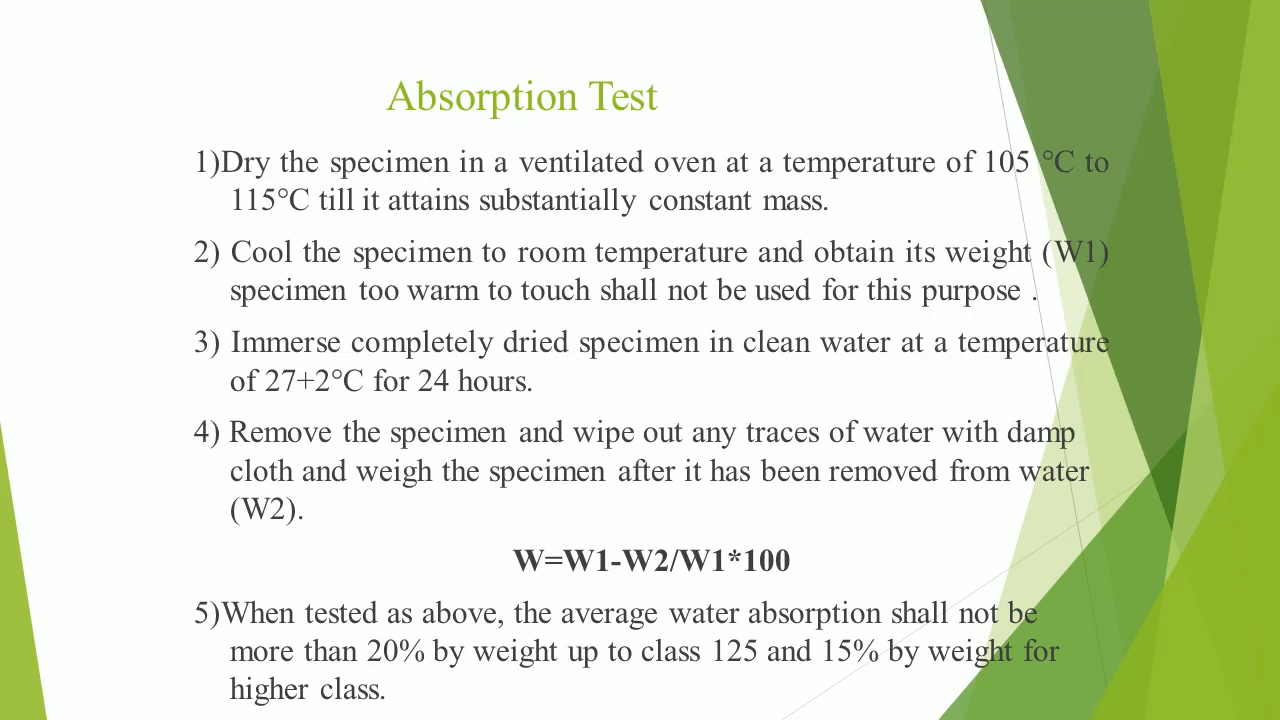 Absorption Test
1)Dry the specimen in a ventilated oven at a temperature of 105 °C to
115°C till it attains substantially constant mass.
2) Cool the specimen to room temperature and obtain its weight (W1)
specimen too warm to touch shall not be used for this purpose .
3) Immerse completely dried specimen in clean water at a temperature
of 27+2°C for 24 hours.
4) Remove the specimen and wipe out any traces of water with damp
cloth and weigh the specimen after it has been removed from water
(W2).
W=W1-W2/W1*100
5)When tested as above, the average water absorption shall not be
more than 20% by weight up to class 125 and 15% by weight for
higher class.